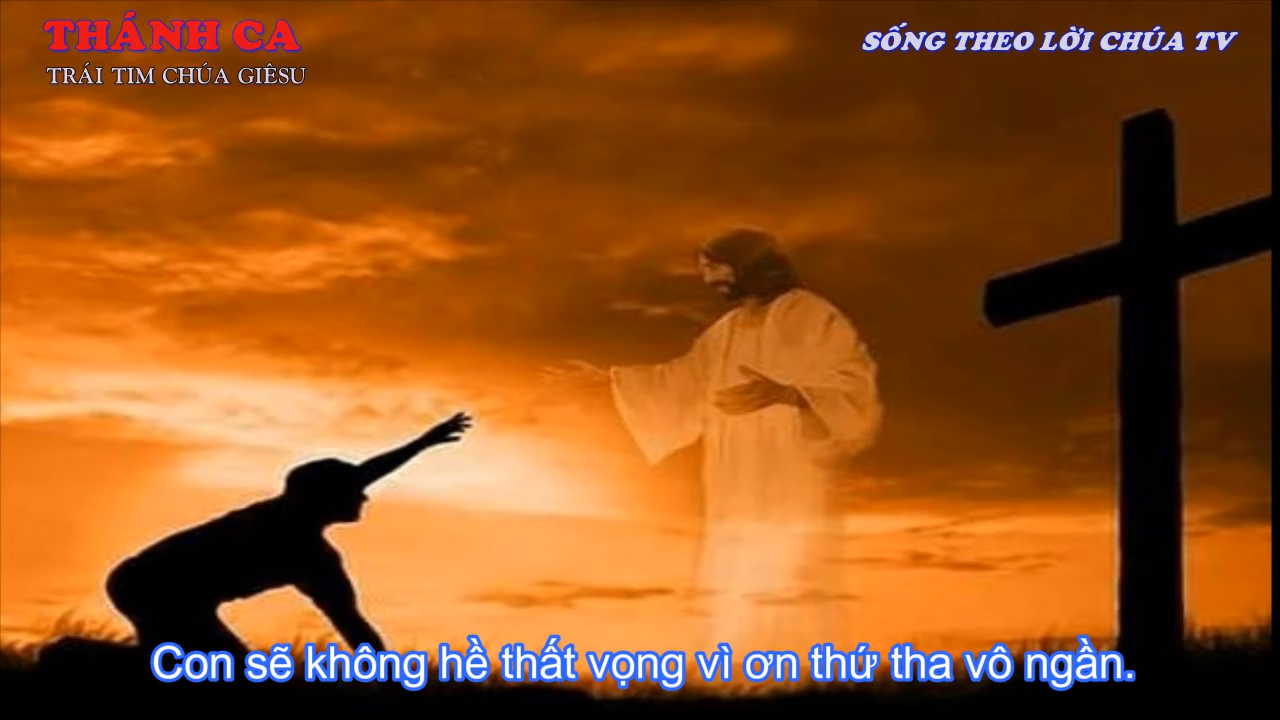 THÁNH CA
TRÁI TIM CHÚA GIÊSU
SỐNG THEO LỜI CHÚA TV
Con sẽ không hề thất vọng vì ơn thứ tha vô ngần.